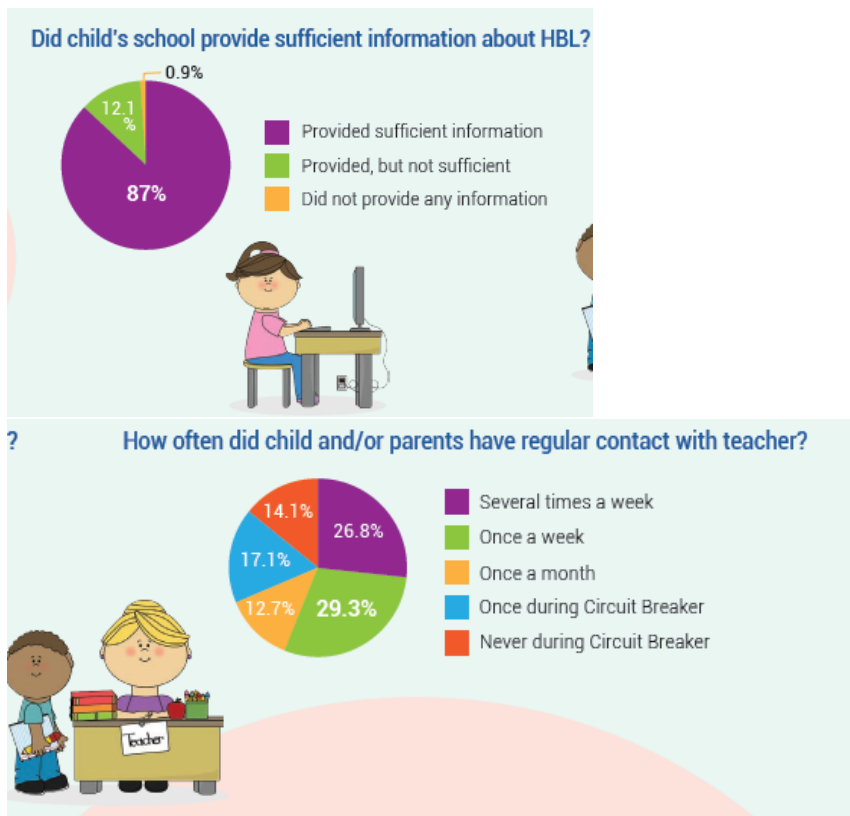 Did child's school provide sufficient information about HBL?
0.9%
12.1
%
87%
Provided sufficient information
Provided, but not sufficient
Did not provide any information
?
How often did child and/or parents have regular contact with teacher?
14.1%
26.8%
17.1%
12.7%
29.3%
Several times a week
Once a week
Once a month
Once during Circuit Breaker
Never during Circuit Breaker
Teacher